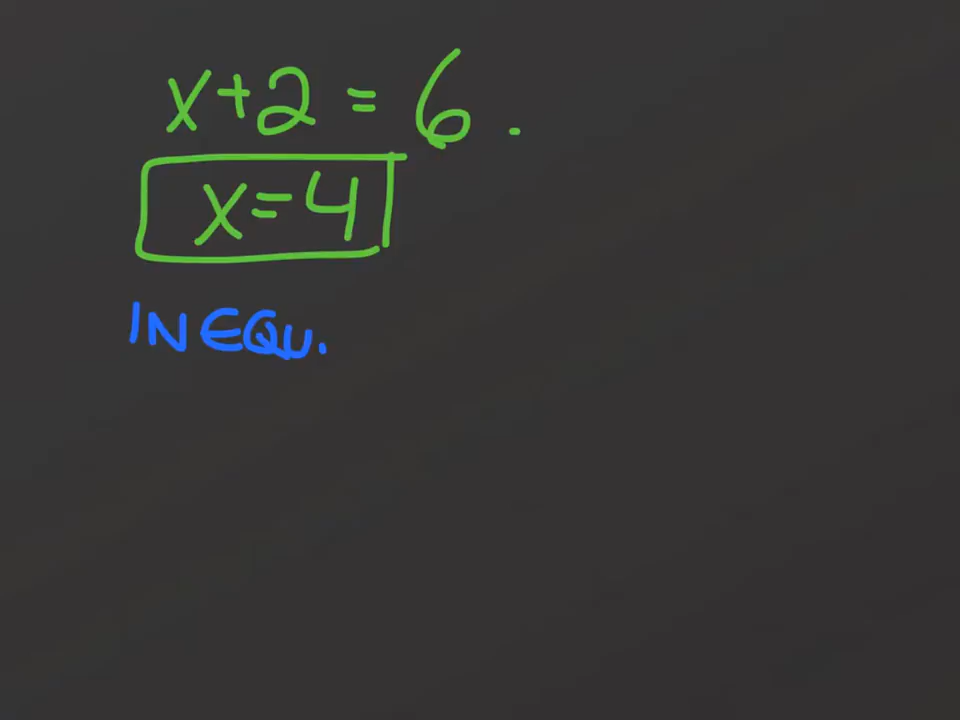 x+2 = 6.
x=4
INEQU.